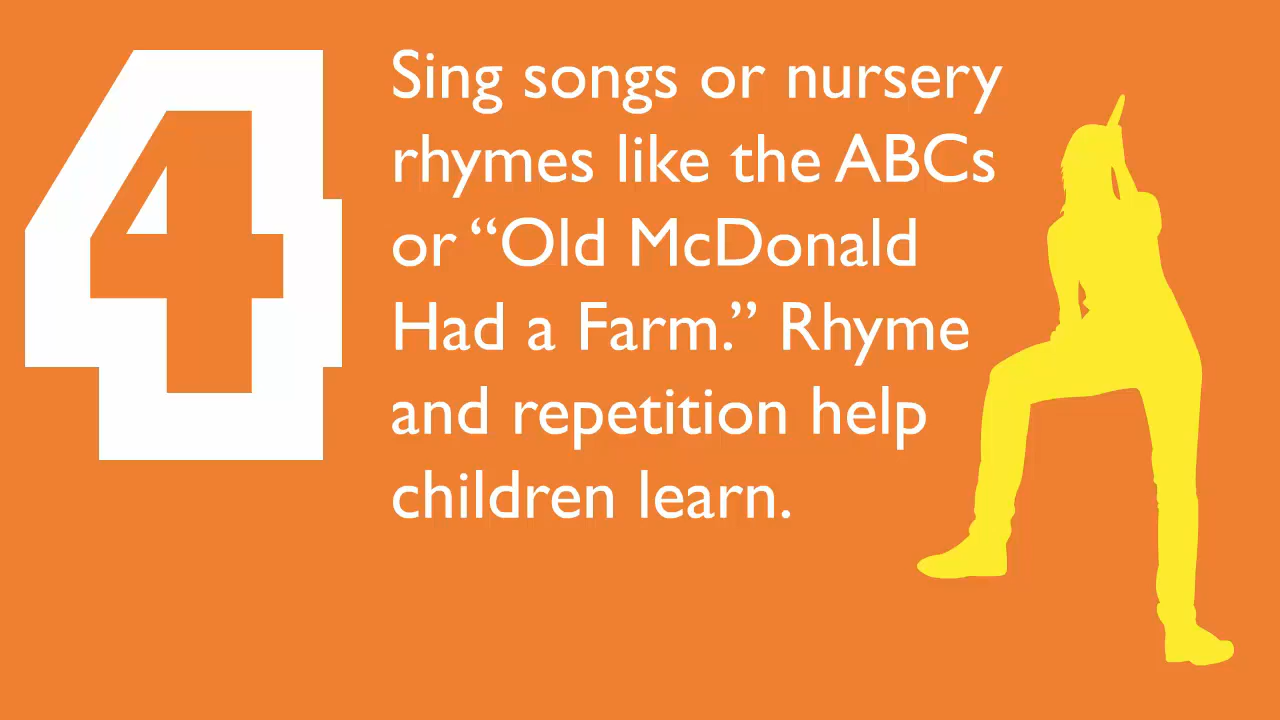 4
Sing songs or nursery
rhymes like the ABCs
or “Old McDonald
Had a Farm.” Rhyme
and repetition help
children learn.